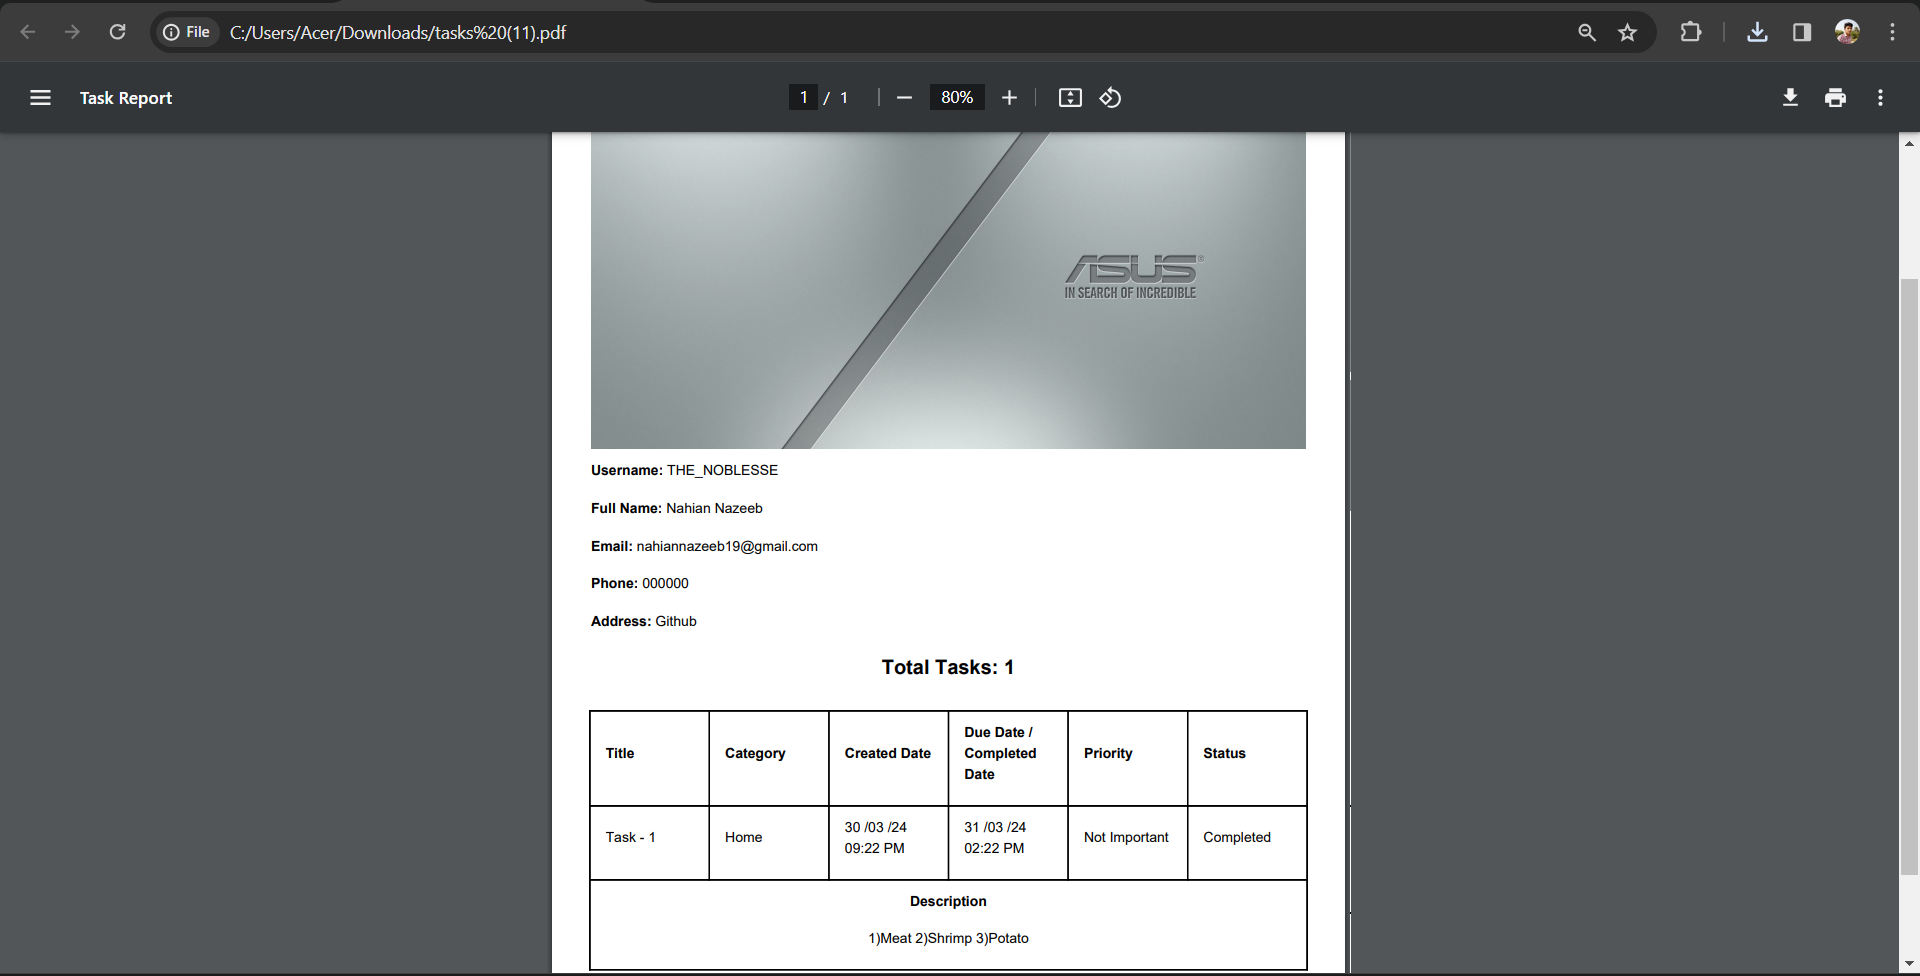 File C:/Users/Acer/Downloads/tasks%20(11).pdf
Task Report
1 / 1
80%
ASUS®
IN SEARCH OF INCREDIBLE
Username: THE_NOBLESSE
Full Name: Nahian Nazeeb
Email: nahiannazeeb19@gmail.com
Phone: 000000
Address: Github
Total Tasks: 1
Title
Category
Created Date
Due Date /
Completed
Date
Priority
Status
Task - 1
Home
30 /03 /24
09:22 PM
31 /03 /24
02:22 PM
Not Important
Completed
Description
1)Meat 2)Shrimp 3)Potato